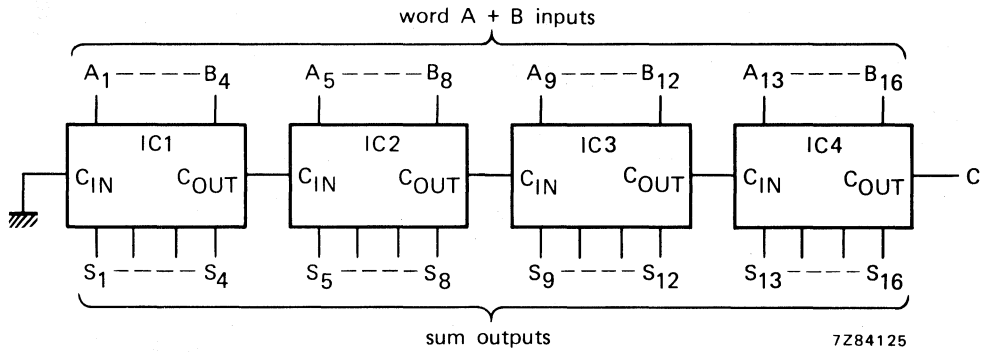 word A + B inputs
A1----B4 A5----B8 A9----B12 A13----B16
IC1 IC2 IC3 IC4
CIN COUT CIN COUT CIN COUT CIN COUT C
S1----S4 S5----S8 S9----S12 S13----S16
sum outputs
7Z84125